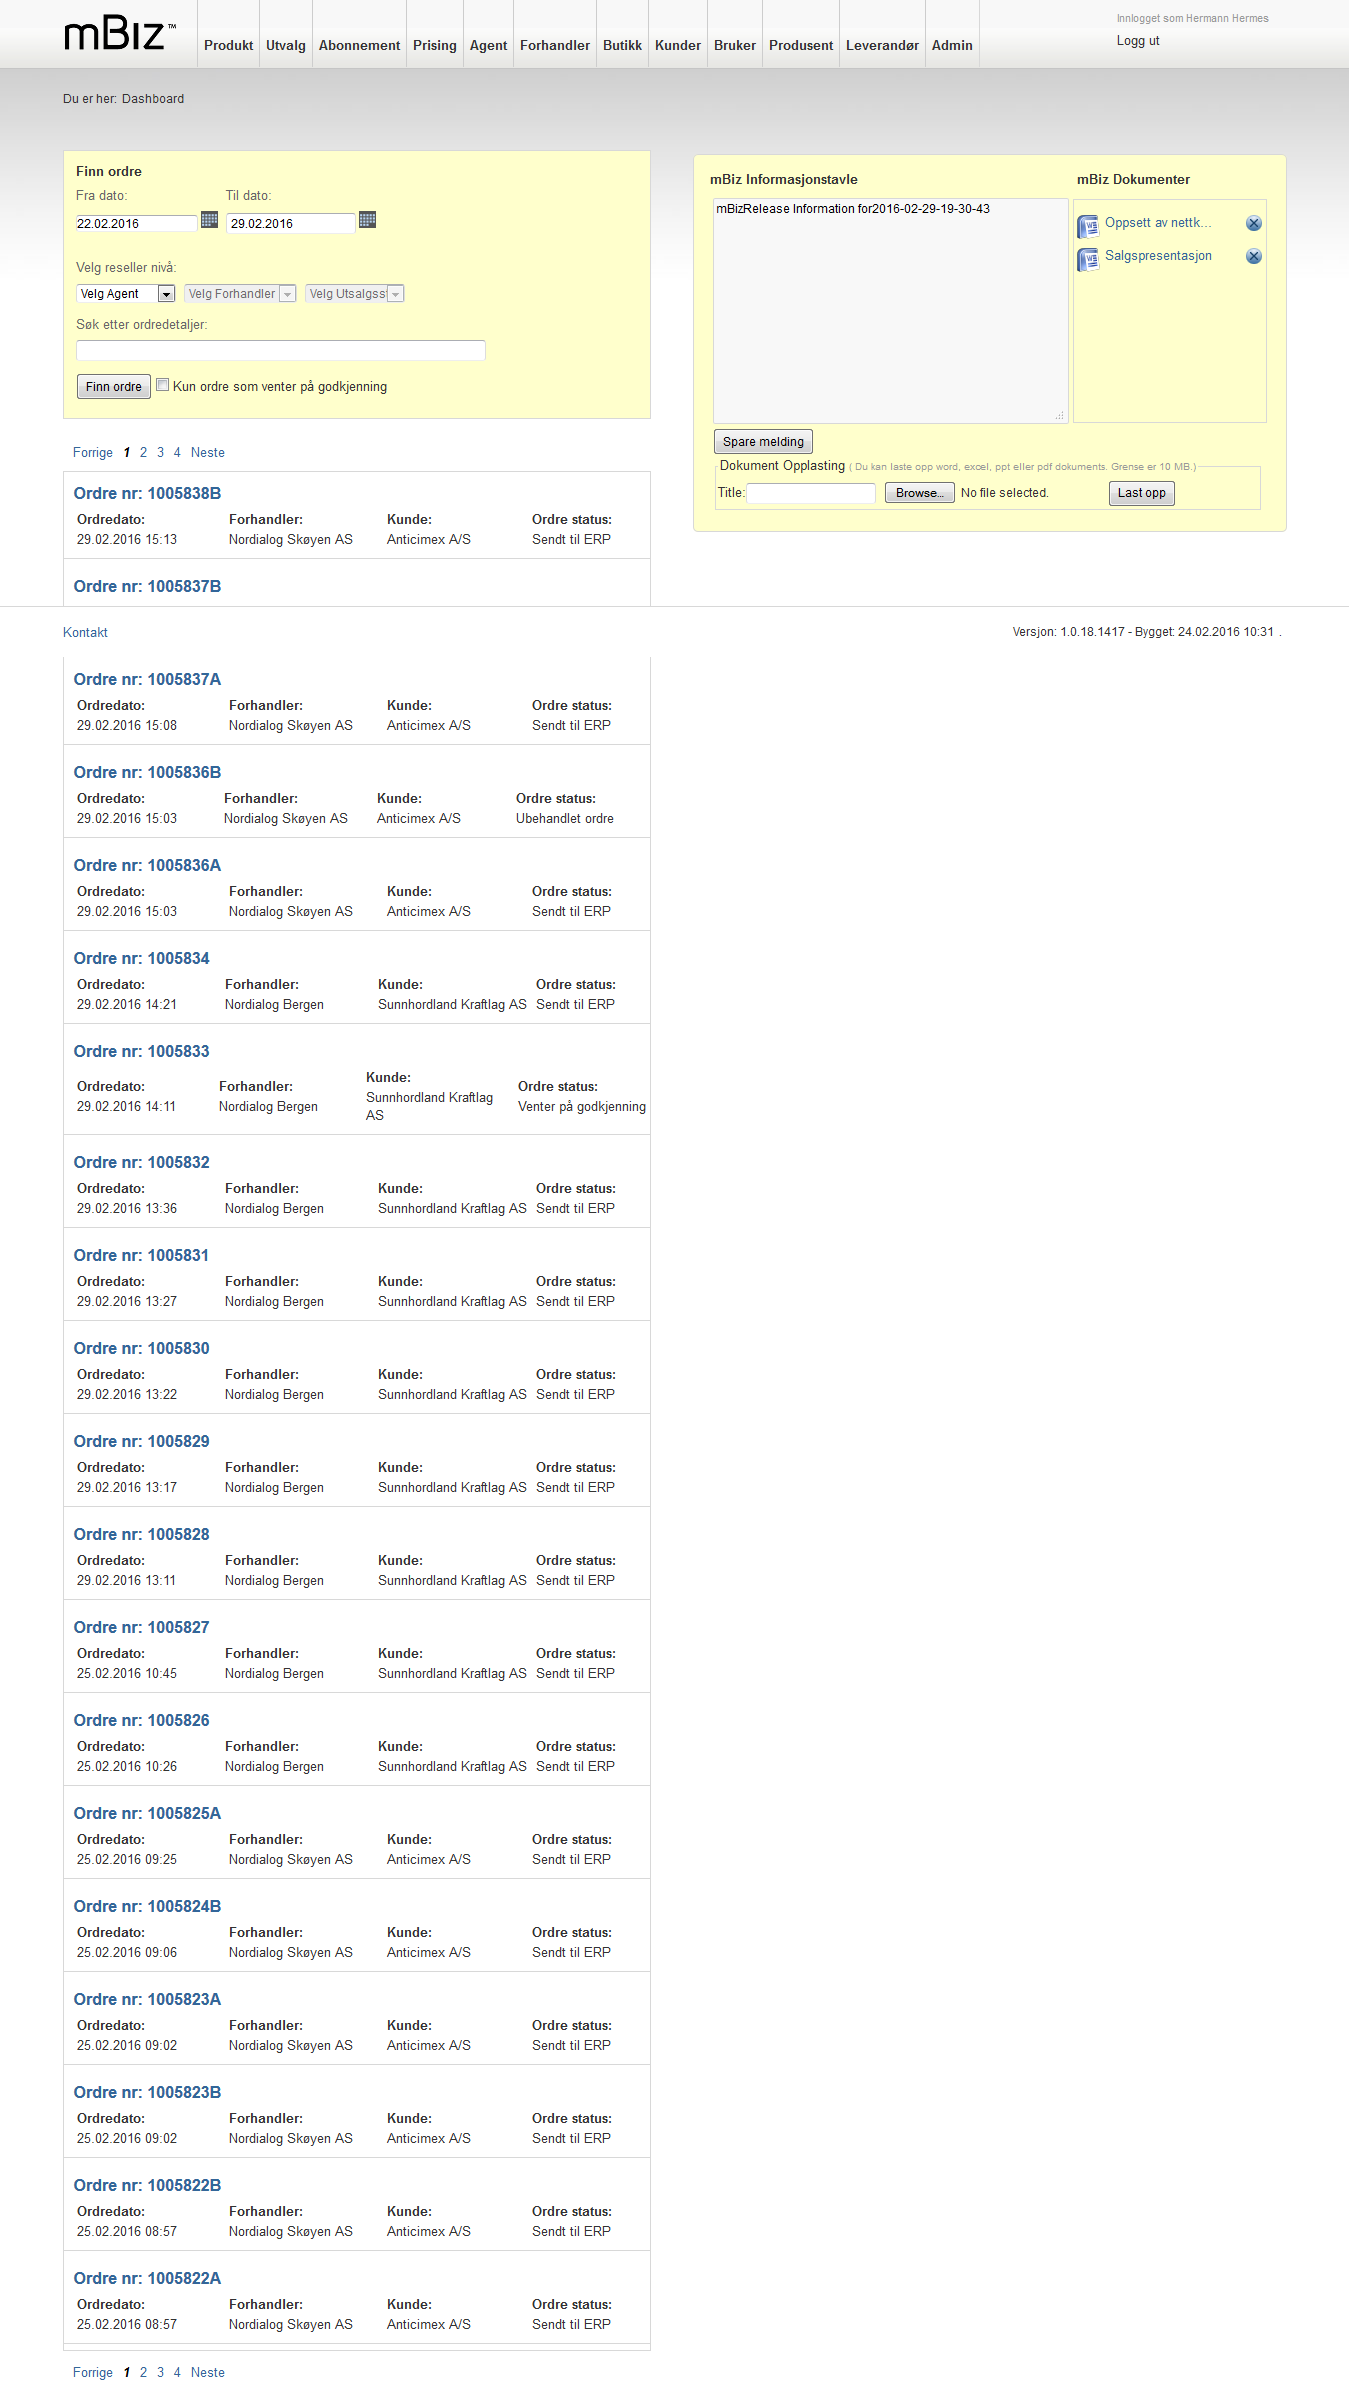 mBiz™
Produkt Utvalg Abonnement Prising Agent Forhandler Butikk Kunder Bruker Produsent Leverandør Admin
Innlogget som Hermann Hermes
Logg ut
Du er her: Dashboard
Finn ordre
Fra dato: Til dato:
22.02.2016 29.02.2016
Velg reseller nivå:
Velg Agent Velg Forhandler Velg Utsalgss
Søk etter ordredetaljer:
Finn ordre Kun ordre som venter på godkjenning
mBiz Informasjonstavle mBiz Dokumenter
mBizRelease Information for2016-02-29-19-30-43
Oppsett av nettk...
Salgspresentasjon
Spare melding
Dokument Opplasting ( Du kan laste opp word, excel, ppt eller pdf dokuments. Grense er 10 MB.)
Title: Browse... No file selected. Last opp
Forrige 1 2 3 4 Neste
Ordre nr: 1005838B
Ordredato: Forhandler: Kunde: Ordre status:
29.02.2016 15:13 Nordialog Skøyen AS Anticimex A/S Sendt til ERP
Ordre nr: 1005837B
Kontakt Versjon: 1.0.18.1417 - Bygget: 24.02.2016 10:31 .
Ordre nr: 1005837A
Ordredato: Forhandler: Kunde: Ordre status:
29.02.2016 15:08 Nordialog Skøyen AS Anticimex A/S Sendt til ERP
Ordre nr: 1005836B
Ordredato: Forhandler: Kunde: Ordre status:
29.02.2016 15:03 Nordialog Skøyen AS Anticimex A/S Ubehandlet ordre
Ordre nr: 1005836A
Ordredato: Forhandler: Kunde: Ordre status:
29.02.2016 15:03 Nordialog Skøyen AS Anticimex A/S Sendt til ERP
Ordre nr: 1005834
Ordredato: Forhandler: Kunde: Ordre status:
29.02.2016 14:21 Nordialog Bergen Sunnhordland Kraftlag AS Sendt til ERP
Ordre nr: 1005833
Ordredato: Forhandler: Kunde: Ordre status:
29.02.2016 14:11 Nordialog Bergen Sunnhordland Kraftlag Venter på godkjenning
AS
Ordre nr: 1005832
Ordredato: Forhandler: Kunde: Ordre status:
29.02.2016 13:36 Nordialog Bergen Sunnhordland Kraftlag AS Sendt til ERP
Ordre nr: 1005831
Ordredato: Forhandler: Kunde: Ordre status:
29.02.2016 13:27 Nordialog Bergen Sunnhordland Kraftlag AS Sendt til ERP
Ordre nr: 1005830
Ordredato: Forhandler: Kunde: Ordre status:
29.02.2016 13:22 Nordialog Bergen Sunnhordland Kraftlag AS Sendt til ERP
Ordre nr: 1005829
Ordredato: Forhandler: Kunde: Ordre status:
29.02.2016 13:17 Nordialog Bergen Sunnhordland Kraftlag AS Sendt til ERP
Ordre nr: 1005828
Ordredato: Forhandler: Kunde: Ordre status:
29.02.2016 13:11 Nordialog Bergen Sunnhordland Kraftlag AS Sendt til ERP
Ordre nr: 1005827
Ordredato: Forhandler: Kunde: Ordre status:
25.02.2016 10:45 Nordialog Bergen Sunnhordland Kraftlag AS Sendt til ERP
Ordre nr: 1005826
Ordredato: Forhandler: Kunde: Ordre status:
25.02.2016 10:26 Nordialog Bergen Sunnhordland Kraftlag AS Sendt til ERP
Ordre nr: 1005825A
Ordredato: Forhandler: Kunde: Ordre status:
25.02.2016 09:25 Nordialog Skøyen AS Anticimex A/S Sendt til ERP
Ordre nr: 1005824B
Ordredato: Forhandler: Kunde: Ordre status:
25.02.2016 09:06 Nordialog Skøyen AS Anticimex A/S Sendt til ERP
Ordre nr: 1005823A
Ordredato: Forhandler: Kunde: Ordre status:
25.02.2016 09:02 Nordialog Skøyen AS Anticimex A/S Sendt til ERP
Ordre nr: 1005823B
Ordredato: Forhandler: Kunde: Ordre status:
25.02.2016 09:02 Nordialog Skøyen AS Anticimex A/S Sendt til ERP
Ordre nr: 1005822B
Ordredato: Forhandler: Kunde: Ordre status:
25.02.2016 08:57 Nordialog Skøyen AS Anticimex A/S Sendt til ERP
Ordre nr: 1005822A
Ordredato: Forhandler: Kunde: Ordre status:
25.02.2016 08:57 Nordialog Skøyen AS Anticimex A/S Sendt til ERP
Forrige 1 2 3 4 Neste